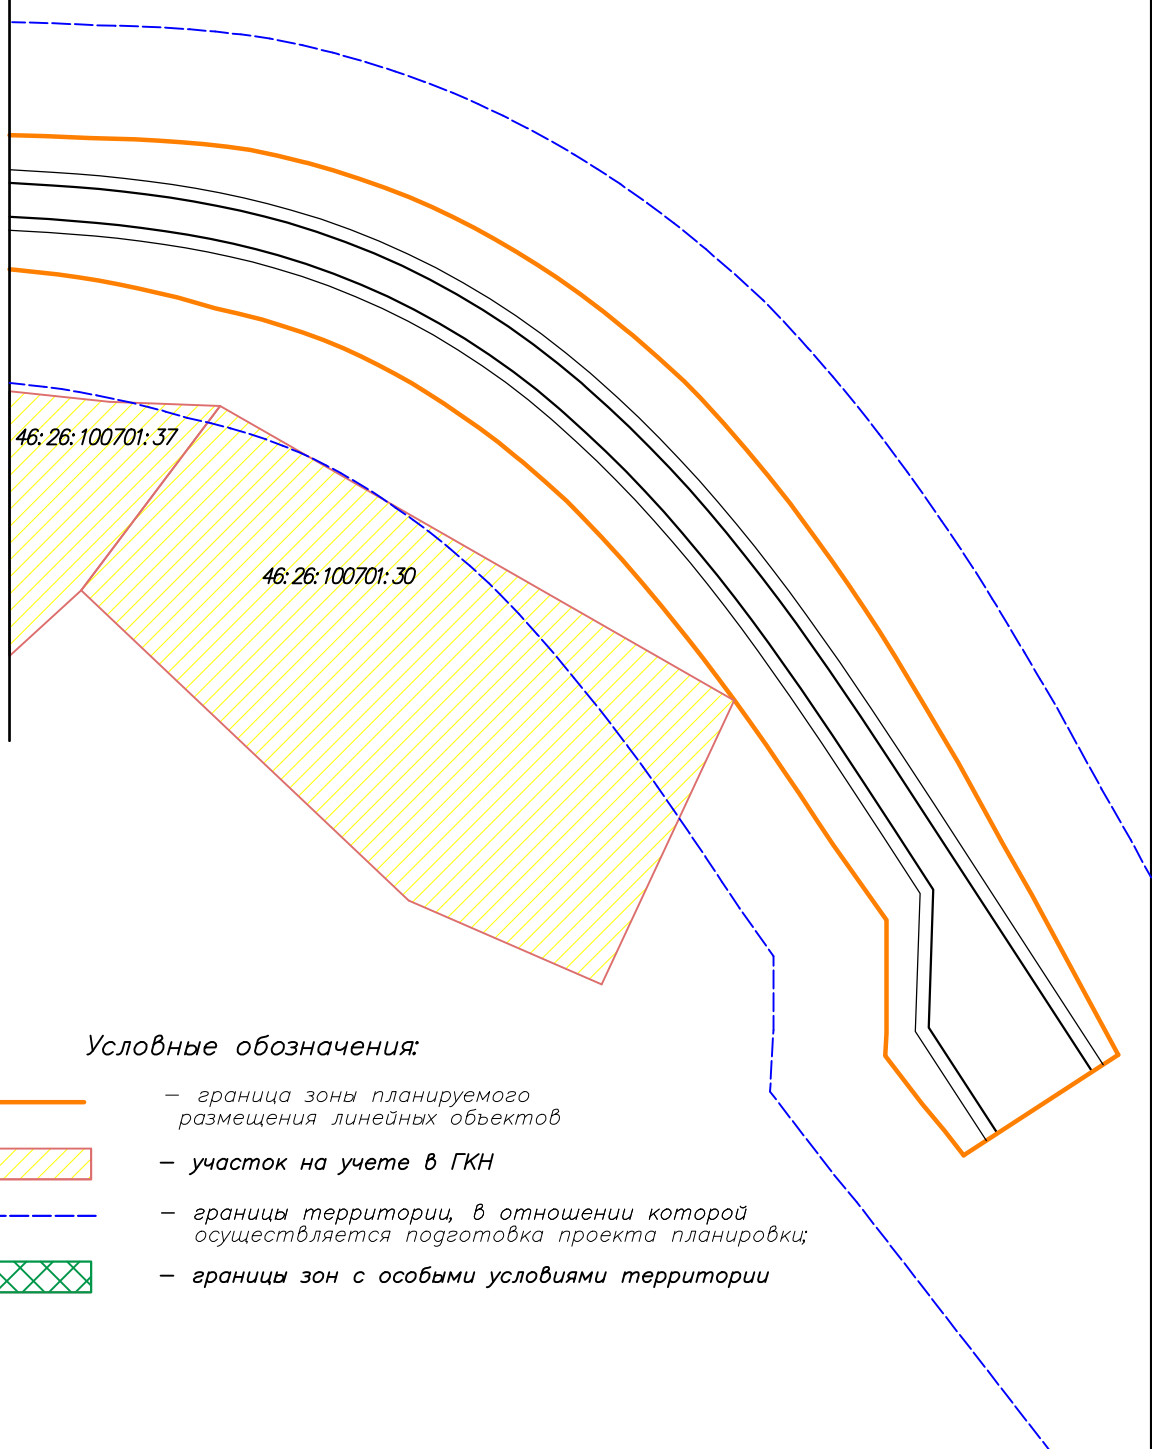 46:26:100701:37
46:26:100701:30
Условные обозначения:
– граница зоны планируемого
размещения линейных объектов
– участок на учете в ГКН
– границы территории, в отношении которой
осуществляется подготовка проекта планировки;
– границы зон с особыми условиями территории